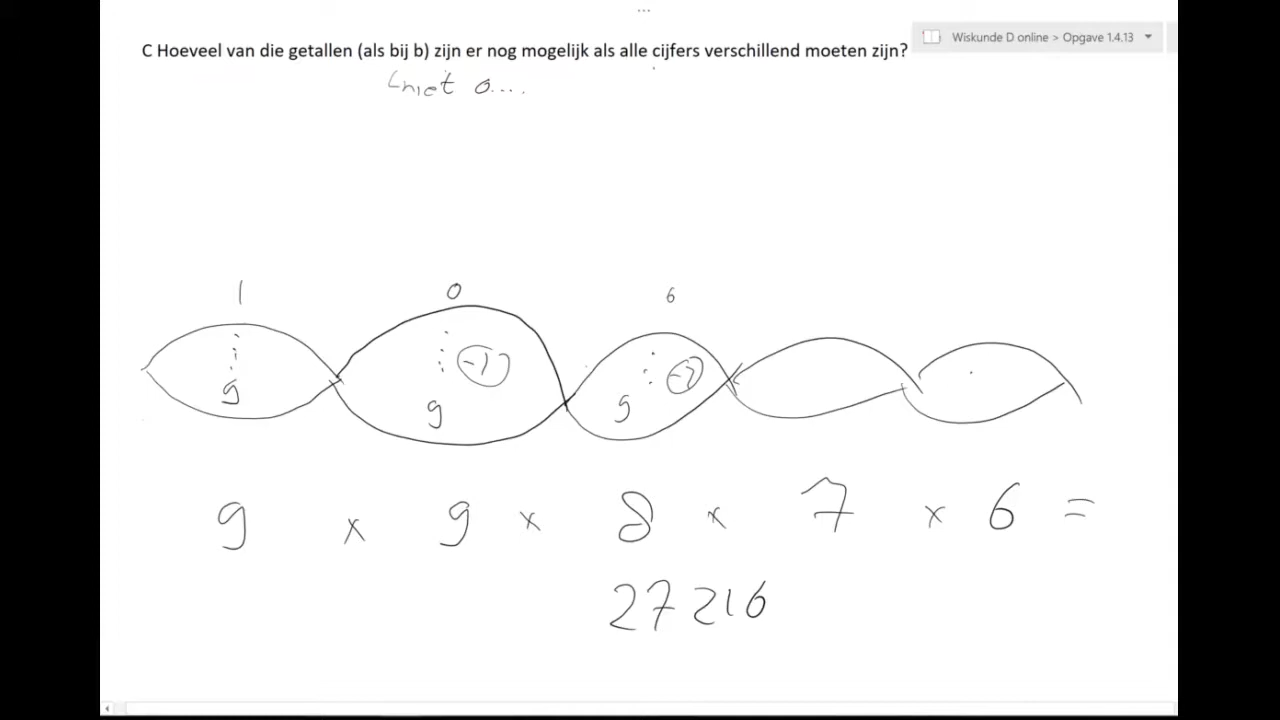 ...
Wiskunde D online > Opgave 1.4.13
C Hoeveel van die getallen (als bij b) zijn er nog mogelijk als alle cijfers verschillend moeten zijn?
niet 0....
1 0 6
9 9 -1 9 -2
9 x 9 x 8 x 7 x 6 =
27216